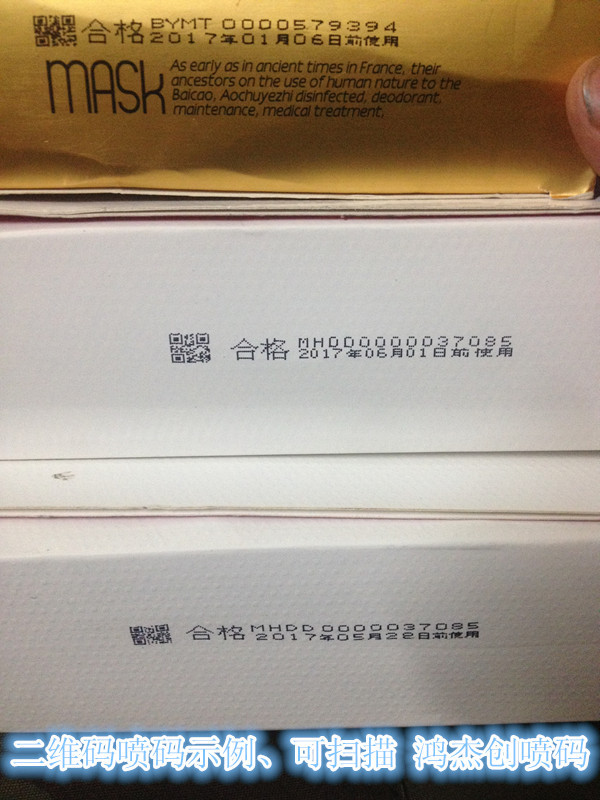 合格 BYMT 0000579394
2017年01月06日前使用
MASK
As early as in ancient times in France, their
ancestors on the use of human nature to the
Baicao, Aochuyezhi disinfected, deodorant,
maintenance, medical treatment,
合格 MHDD0000037085
2017年06月01日前使用
合格 MHDD0000037085
2017年05月22日前使用
二维码喷码示例、可扫描 鸿杰创喷码